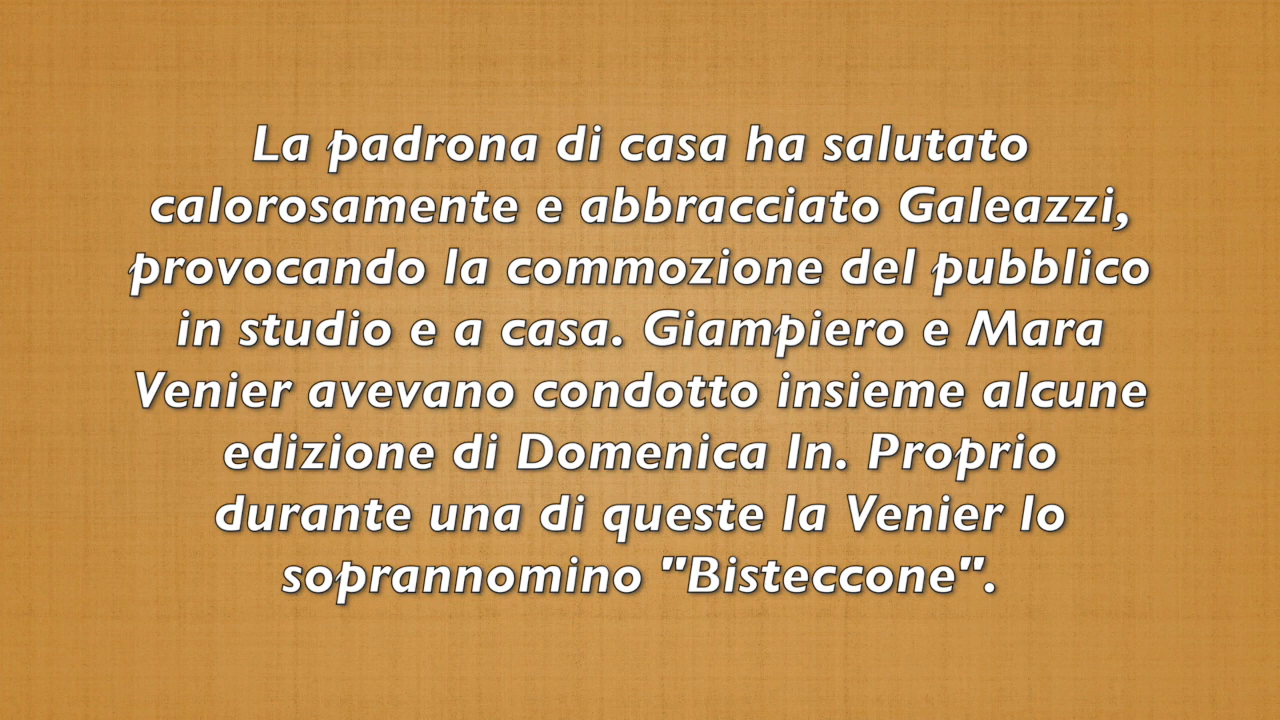 La padrona di casa ha salutato
calorosamente e abbracciato Galeazzi,
provocando la commozione del pubblico
in studio e a casa. Giampiero e Mara
Venier avevano condotto insieme alcune
edizione di Domenica In. Proprio
durante una di queste la Venier lo
soprannomino "Bisteccone".